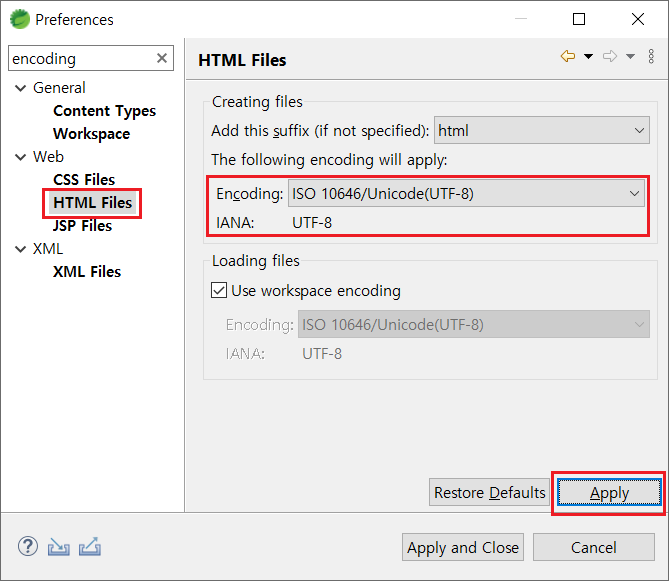 Preferences
encoding
HTML Files
General
Content Types
Workspace
Web
CSS Files
HTML Files
JSP Files
XML
XML Files
Creating files
Add this suffix (if not specified): html
The following encoding will apply:
Encoding: ISO 10646/Unicode(UTF-8)
IANA: UTF-8
Loading files
Use workspace encoding
Encoding: ISO 10646/Unicode(UTF-8)
IANA: UTF-8
Restore Defaults Apply
Apply and Close Cancel